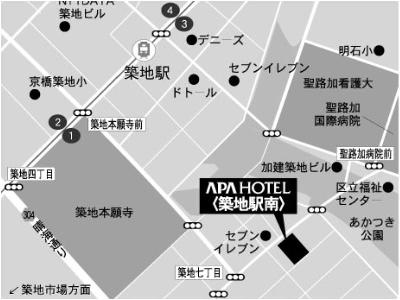 築地ビル
4
3
デニーズ
明石小
築地駅
セブンイレブン
聖路加看護大
京橋築地小
ドトール
聖路加
国際病院
築地本願寺前
2
1
加建築地ビル
聖路加病院前
築地四丁目
APA HOTEL
〈築地駅南〉
区立福祉
センター
築地本願寺
あかつき
公園
304
晴海通り
セブン
イレブン
築地七丁目
↙築地市場方面